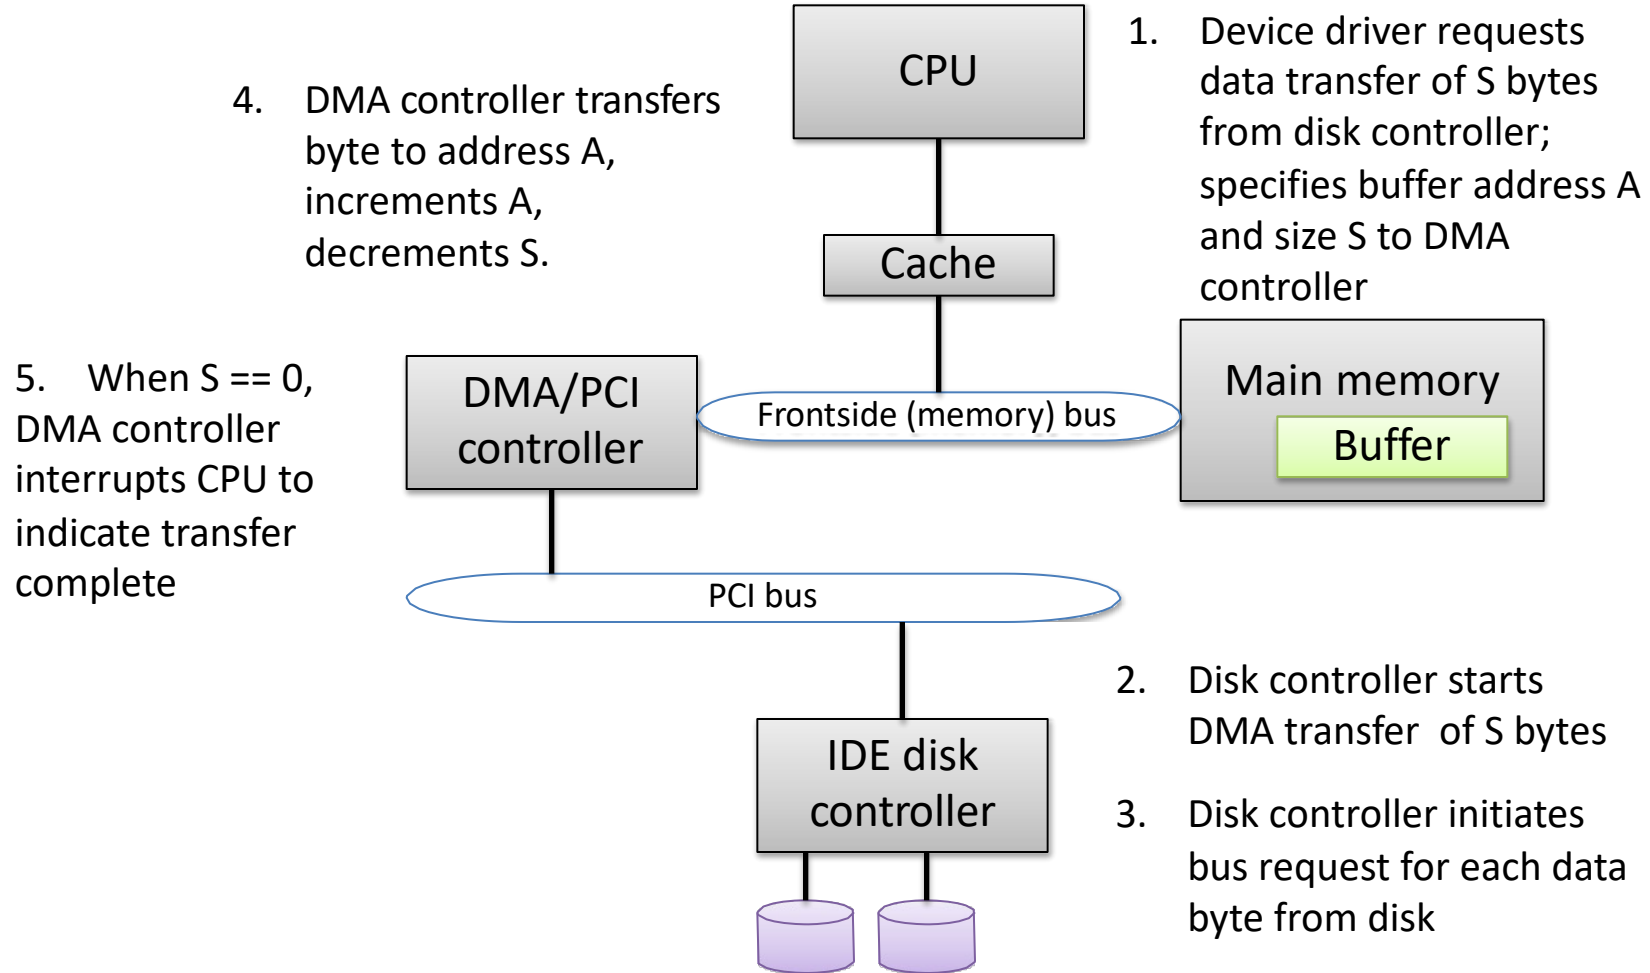 CPU
1. Device driver requests
data transfer of S bytes
from disk controller;
specifies buffer address A
and size S to DMA
controller
4. DMA controller transfers
byte to address A,
increments A,
decrements S.
Cache
5. When S == 0,
DMA controller
interrupts CPU to
indicate transfer
complete
DMA/PCI
controller
Frontside (memory) bus
Main memory
Buffer
PCI bus
2. Disk controller starts
DMA transfer of S bytes
IDE disk
controller
3. Disk controller initiates
bus request for each data
byte from disk